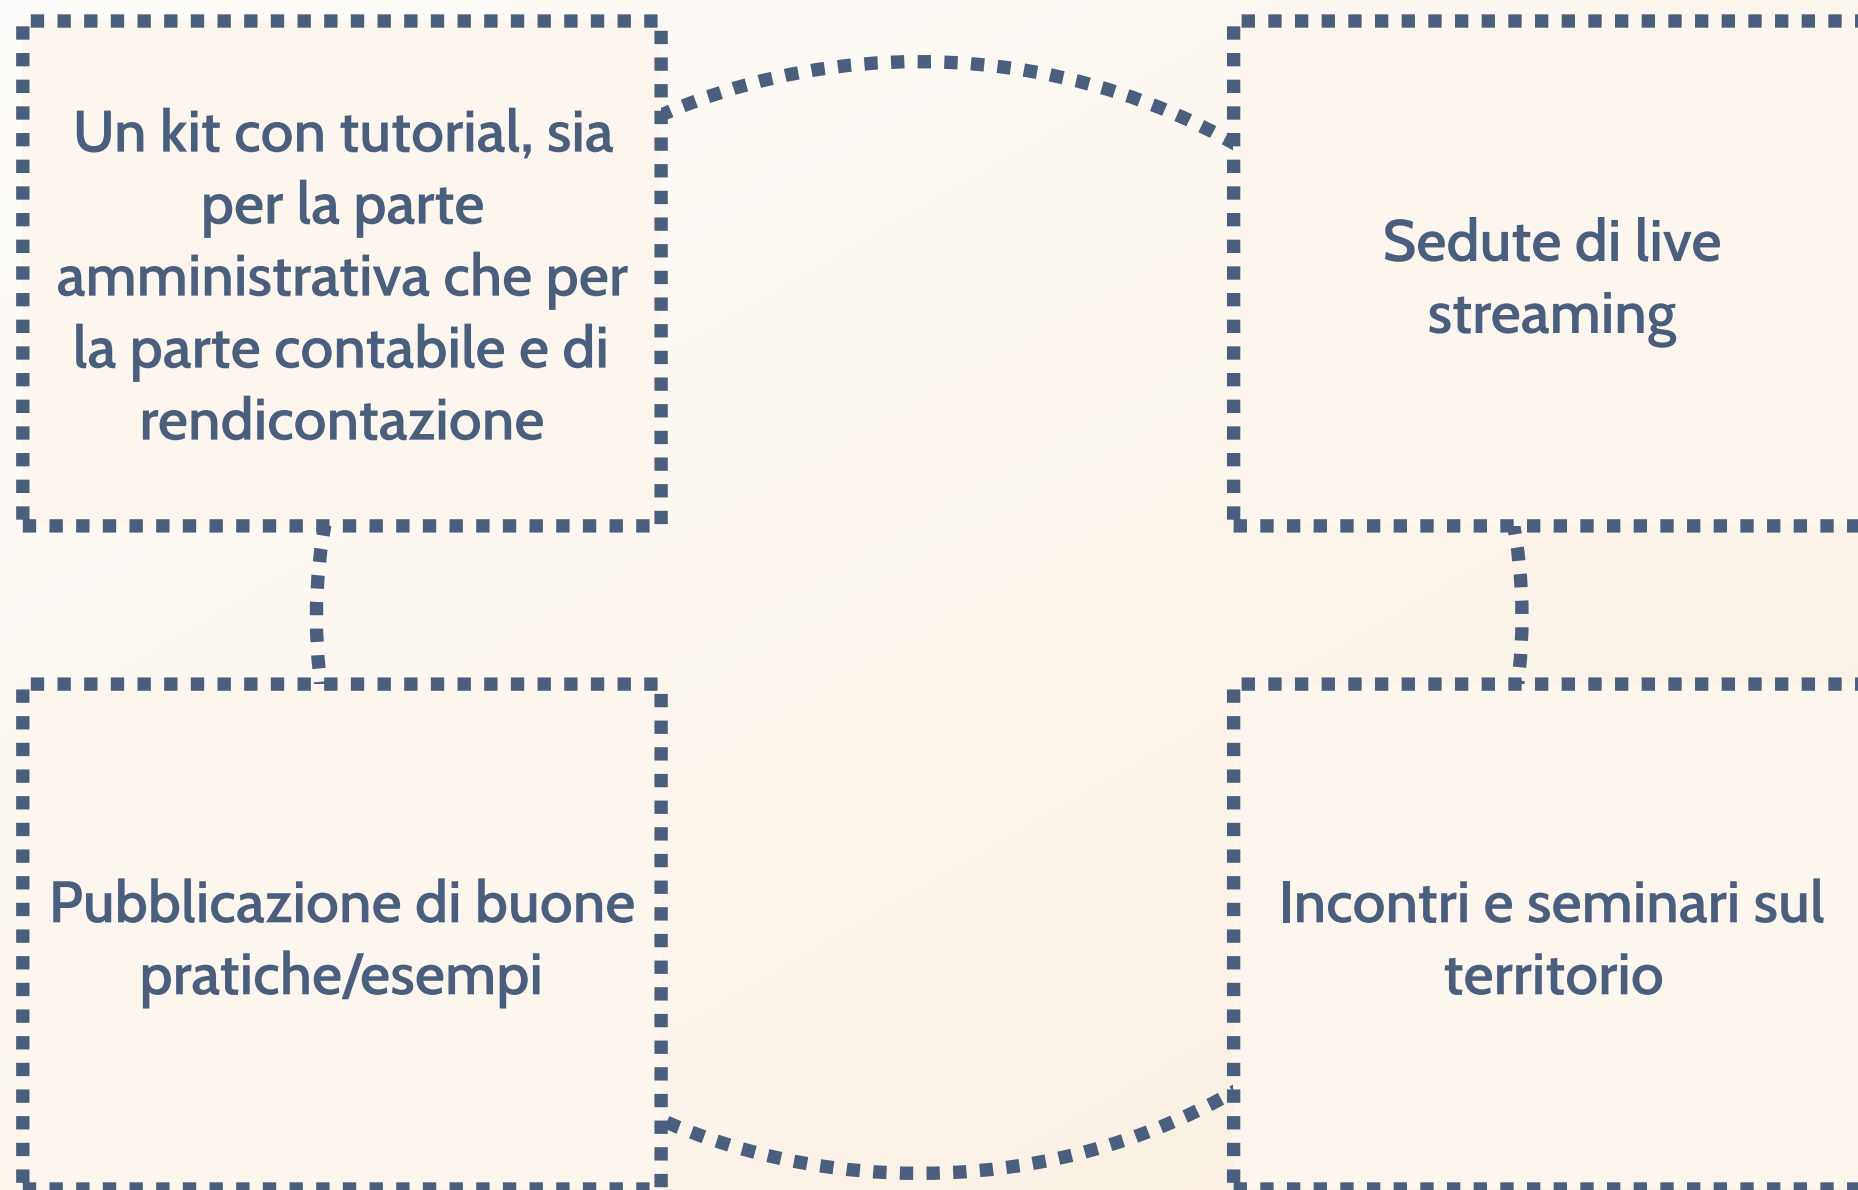 Un kit con tutorial, sia
per la parte
amministrativa che per
la parte contabile e di
rendicontazione
Sedute di live
streaming
Pubblicazione di buone
pratiche/esempi
Incontri e seminari sul
territorio